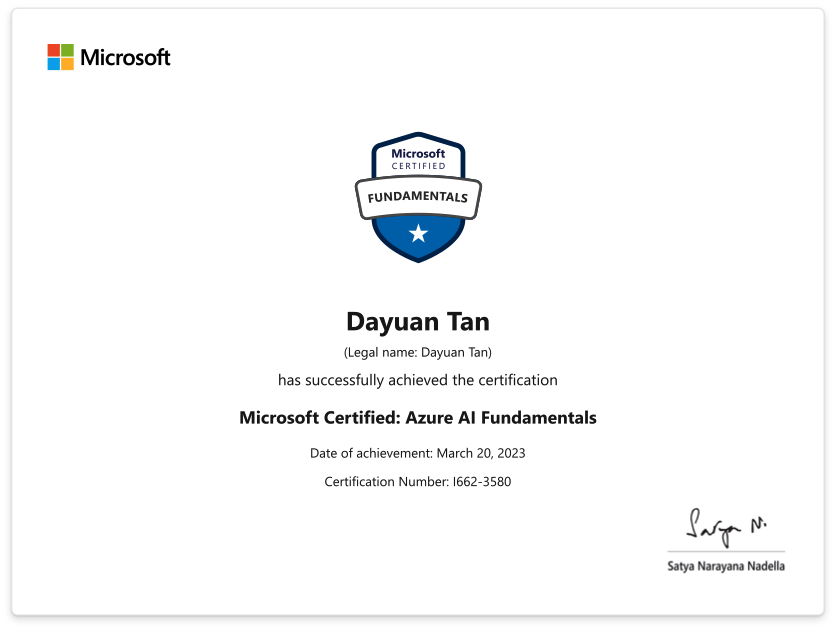 Microsoft
Microsoft
CERTIFIED
FUNDAMENTALS
Dayuan Tan
(Legal name: Dayuan Tan)
has successfully achieved the certification
Microsoft Certified: Azure AI Fundamentals
Date of achievement: March 20, 2023
Certification Number: I662-3580
Satya N.
Satya Narayana Nadella